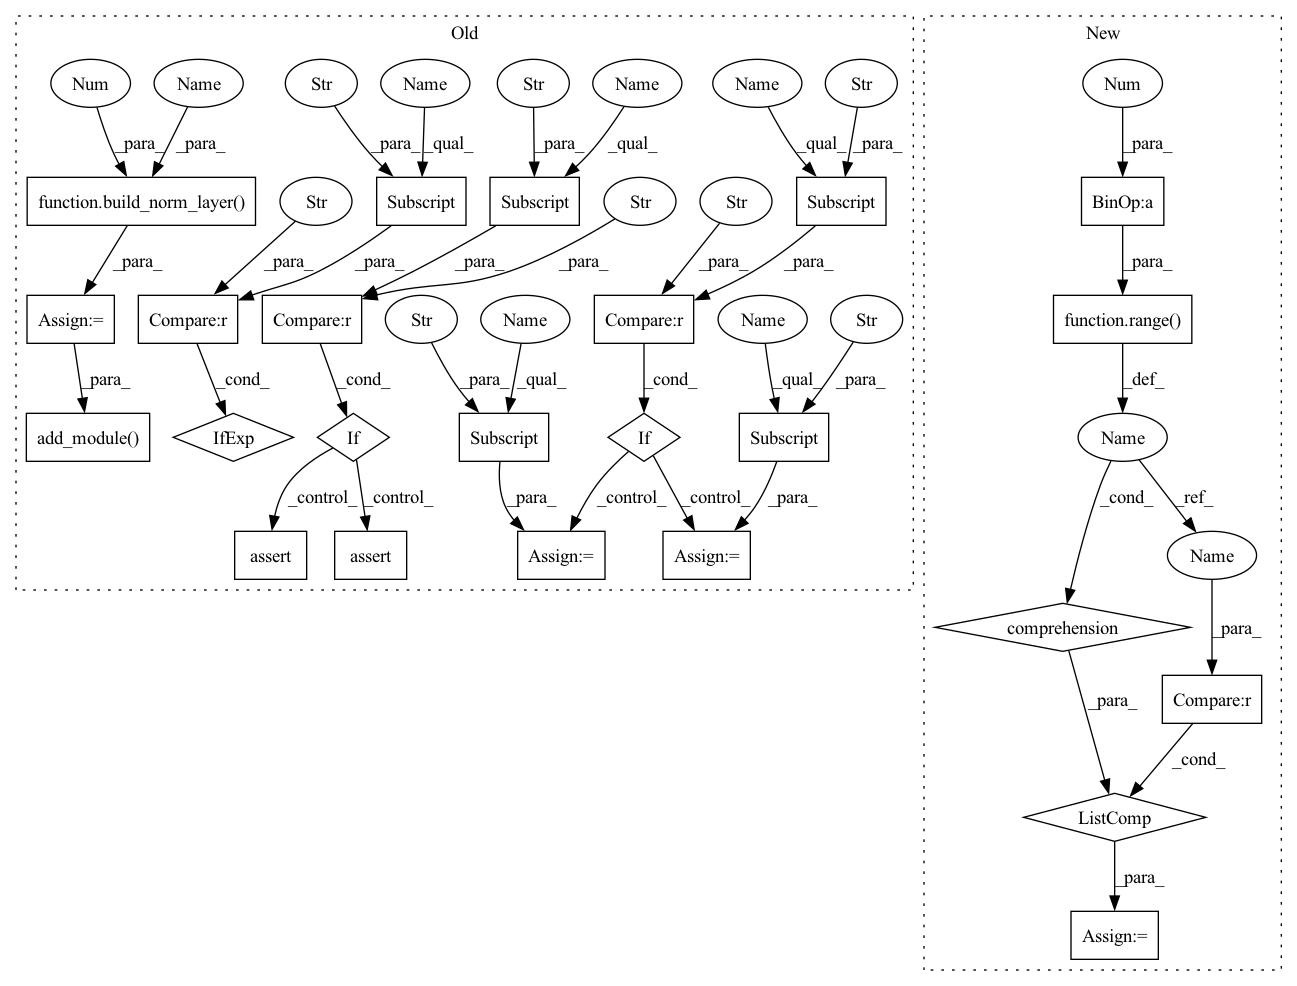 Old
New
Num
Name
Str
Name
Str
Name
Name
Str
Num
_para_
_para_
_para_
_qual_
_para_
_qual_
_qual_
_para_
_para_
function.build_norm_layer()
Str
Subscript
Subscript
Str
Str
Subscript
BinOp:a
_para_
_para_
_para_
_para_
_para_
_para_
_para_
_para_
Assign:=
Compare:r
Compare:r
Str
Name
Compare:r
Name
Str
function.range()
_para_
_cond_
_cond_
_para_
_qual_
_cond_
_qual_
_para_
_def_
add_module()
IfExp
If
Subscript
If
Subscript
Name
_control_
_control_
_para_
_control_
_control_
_para_
_cond_
_ref_
assert
assert
Assign:=
Assign:=
Name
comprehension
_para_
_para_
Compare:r
_cond_
ListComp
_para_
Assign:=